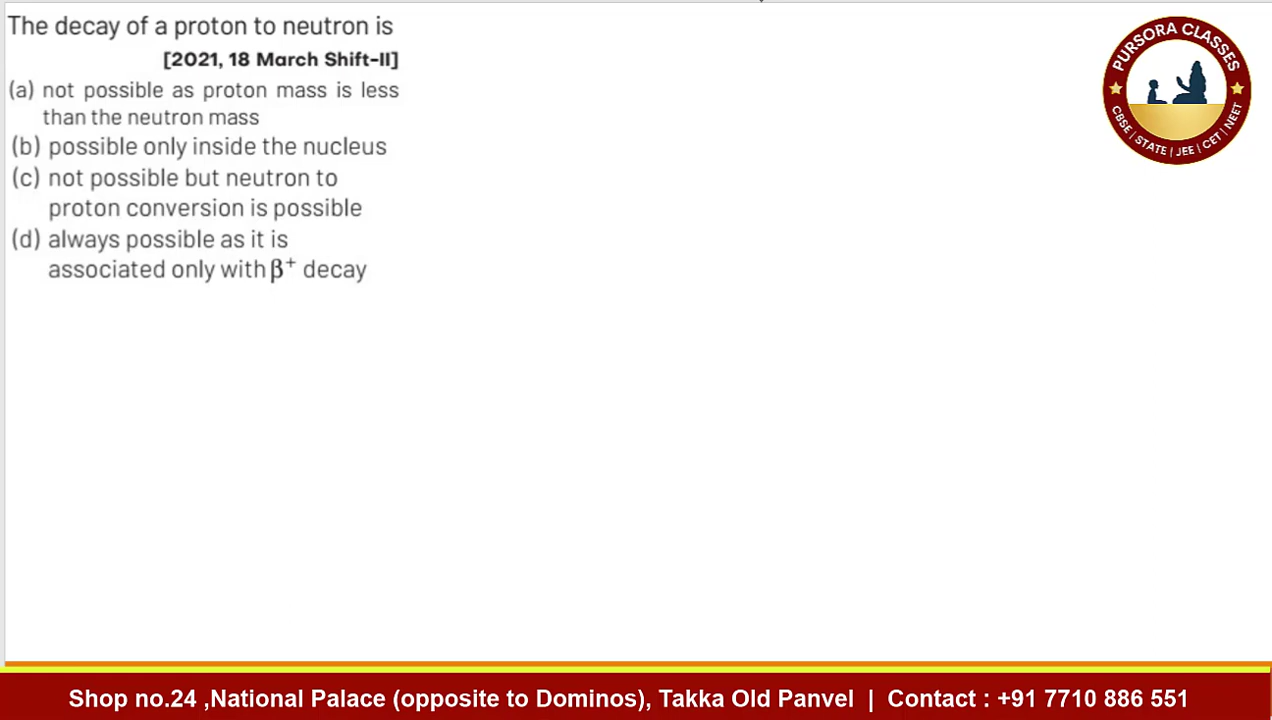 The decay of a proton to neutron is
[2021, 18 March Shift-II]
(a) not possible as proton mass is less
than the neutron mass
(b) possible only inside the nucleus
(c) not possible but neutron to
proton conversion is possible
(d) always possible as it is
associated only with β⁺ decay
PURSORA CLASSES
CBSE | STATE | JEE | CET | NEET
Shop no.24 ,National Palace (opposite to Dominos), Takka Old Panvel | Contact : +91 7710 886 551